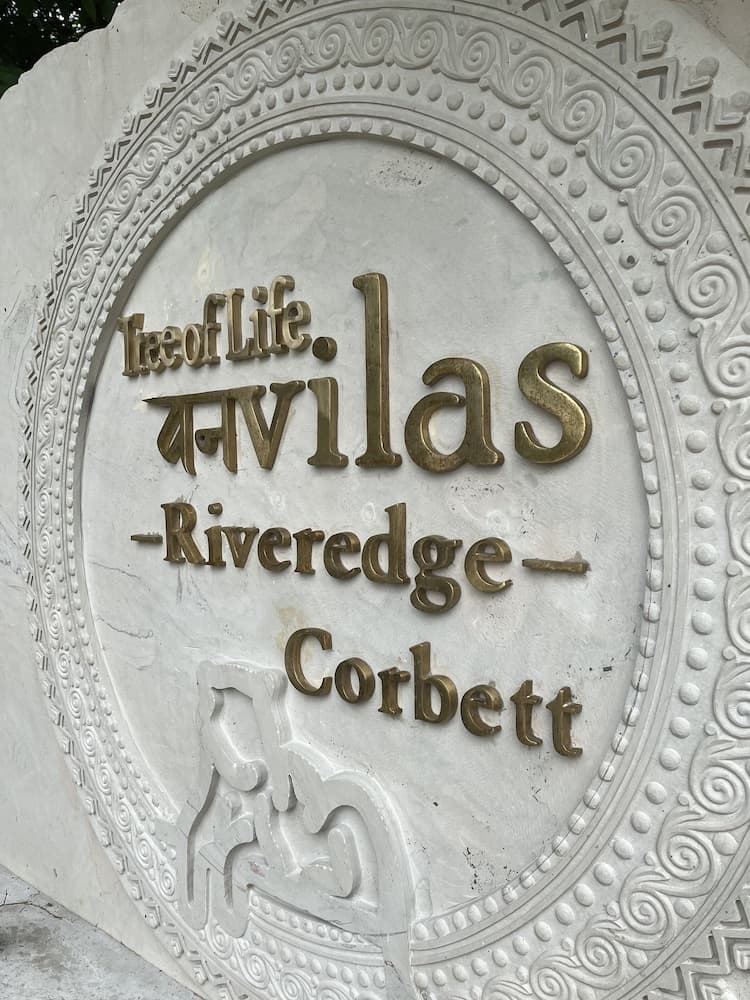 Tree of Life.
वनvilas
-Riveredge-
Corbett